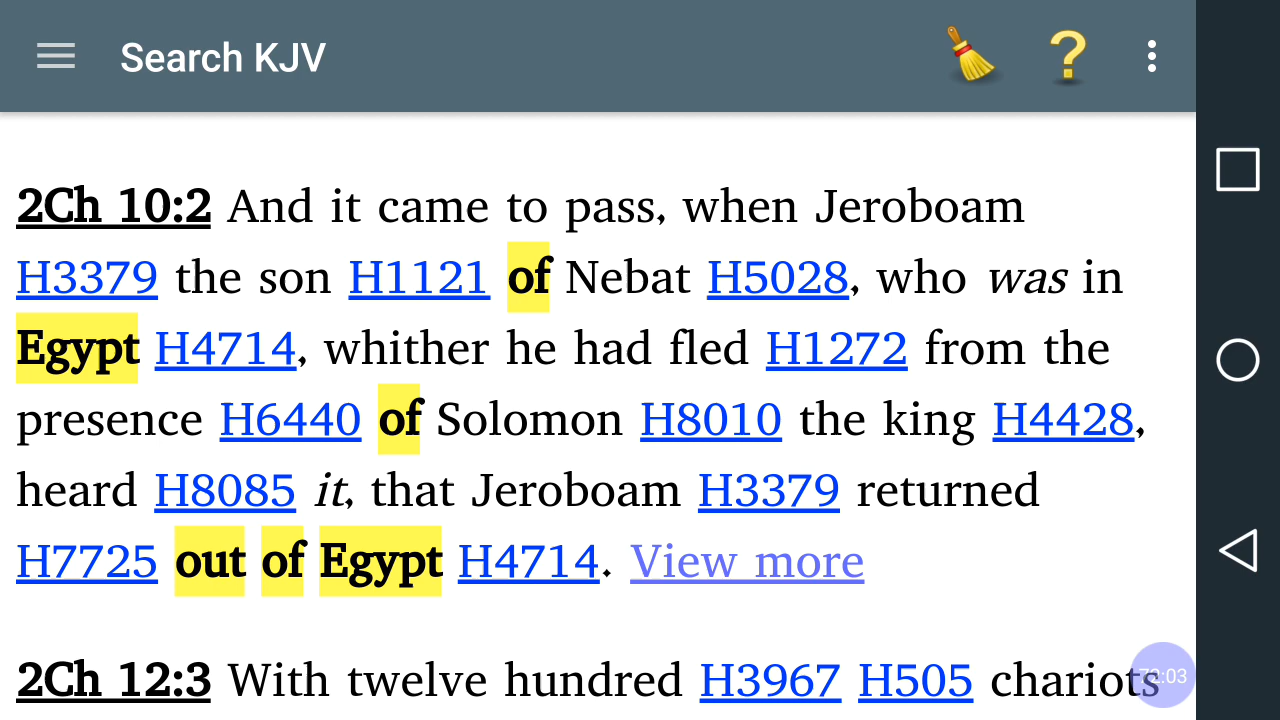 Search KJV
2Ch 10:2 And it came to pass, when Jeroboam
H3379 the son H1121 of Nebat H5028, who was in
Egypt H4714, whither he had fled H1272 from the
presence H6440 of Solomon H8010 the king H4428,
heard H8085 it, that Jeroboam H3379 returned
H7725 out of Egypt H4714. View more
2Ch 12:3 With twelve hundred H3967 H505 chariots
72:03